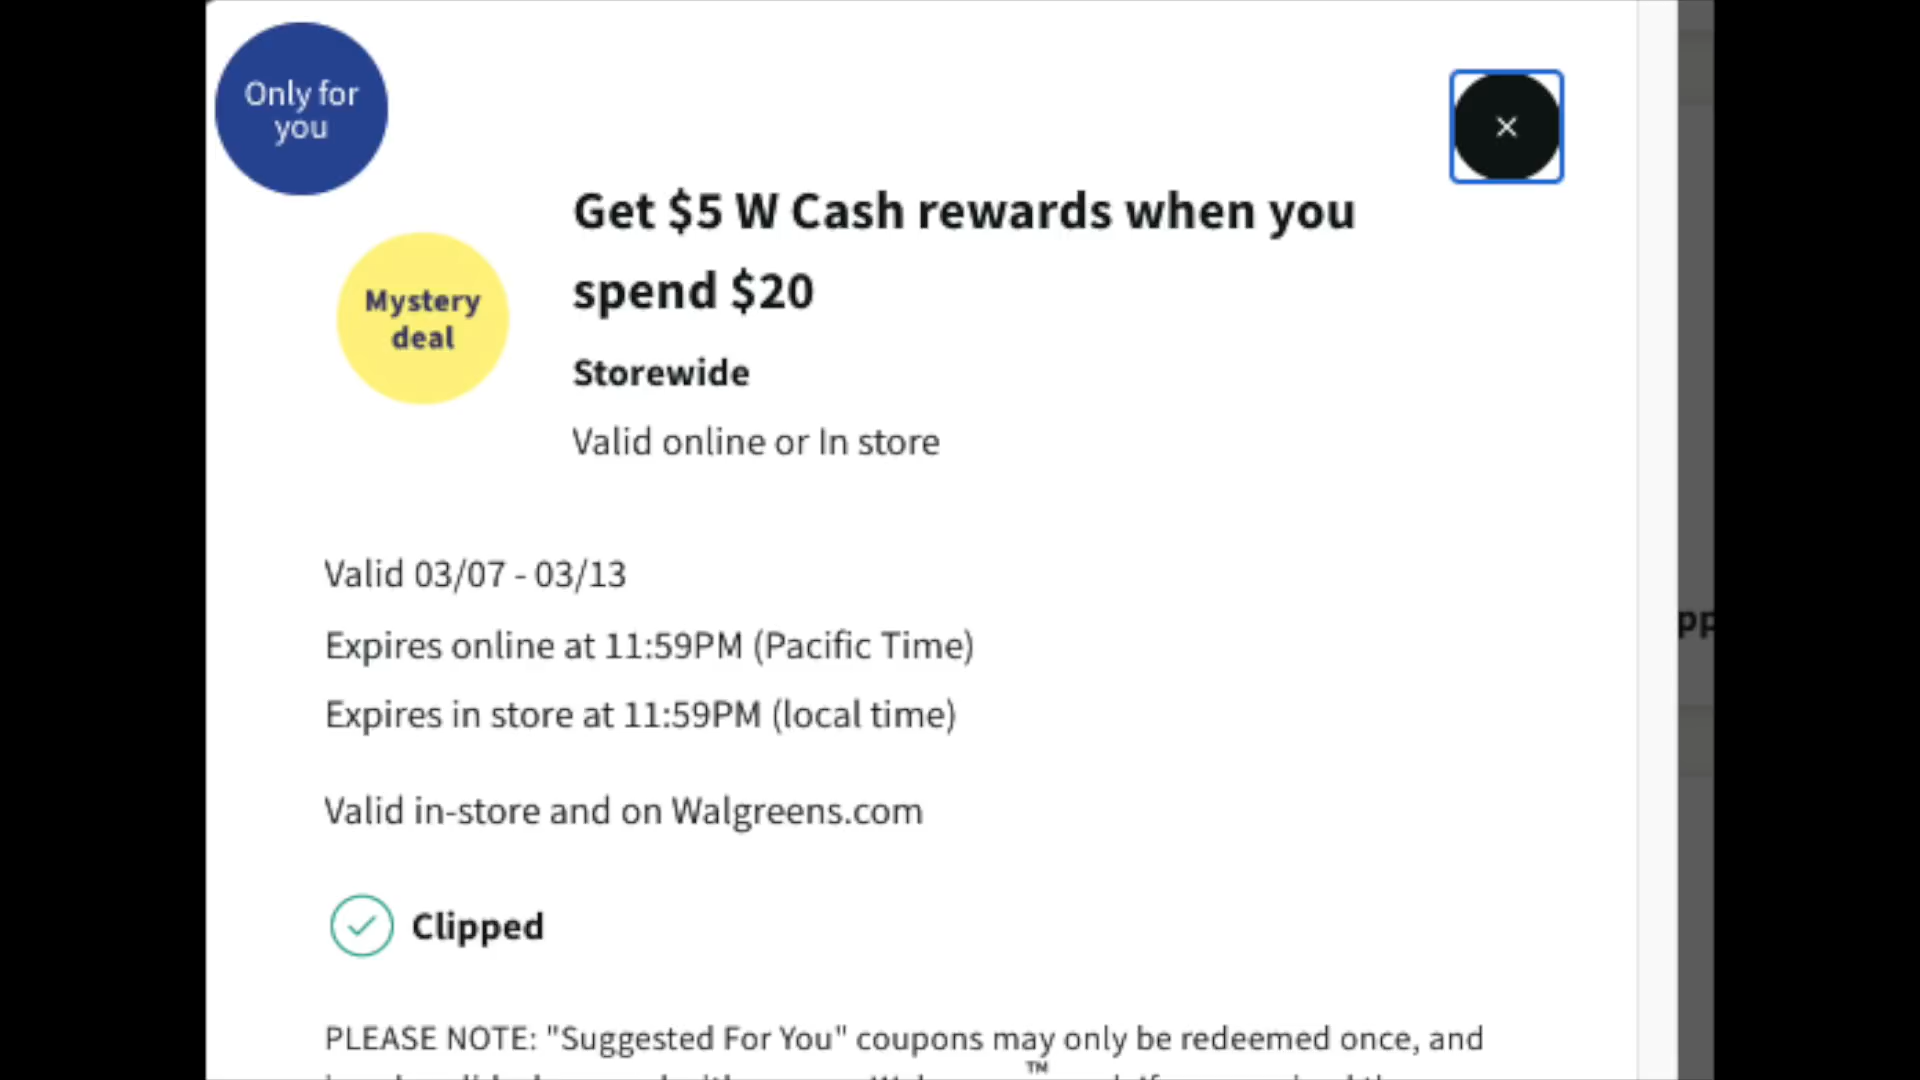 Only for
you
×
Get $5 W Cash rewards when you
spend $20
Mystery
deal
Storewide
Valid online or In store
Valid 03/07 - 03/13
Expires online at 11:59PM (Pacific Time)
Expires in store at 11:59PM (local time)
Valid in-store and on Walgreens.com
Clipped
PLEASE NOTE: "Suggested For You" coupons may only be redeemed once, and